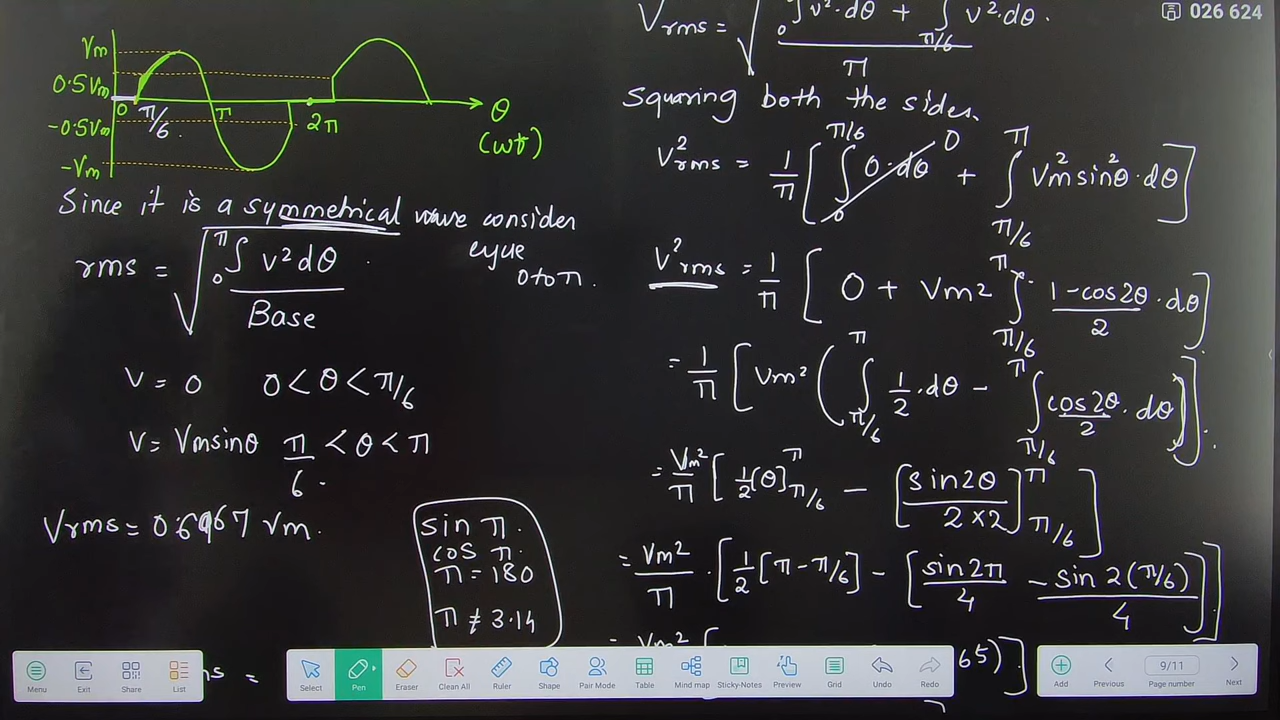 Vm
0.5Vm
0 π/6 π 2π θ
-0.5Vm (ωt)
-Vm
Since it is a symmetrical wave consider
cycle
0 to π.
rms = √ 0∫π v² dθ
Base
v = 0 0 < θ < π/6
v = Vm sinθ π/6 < θ < π
Vrms = 0.6967 Vm.
sin π.
cos π.
π = 180
π ≠ 3.14
ms =
Vrms = √ 0∫ v²·dθ + π/6∫ v²·dθ.
π
Squaring both the sides.
V²rms = 1/π [ 0∫π/6 0·dθ 0 + π/6∫π Vm² sin²θ·dθ ]
V²rms = 1/π [ 0 + Vm² π/6∫π 1-cos2θ/2 · dθ ]
= 1/π [ Vm² ( π/6∫π 1/2·dθ - π/6∫π cos2θ/2 · dθ ) ].
= Vm²/π [ 1/2 [θ]π/6 π - [ sin2θ/2×2 ]π/6 π ]
= Vm²/π · [ 1/2 [π - π/6] - [ sin2π/4 - sin2(π/6)/4 ] ]
= Vm² [ 65) ]
026 624
Menu
Exit
Share
List
Select
Pen
Eraser
Clean All
Ruler
Shape
Pair Mode
Table
Mind map
Sticky-Notes
Preview
Grid
Undo
Redo
Add
Previous
9/11
Page number
Next